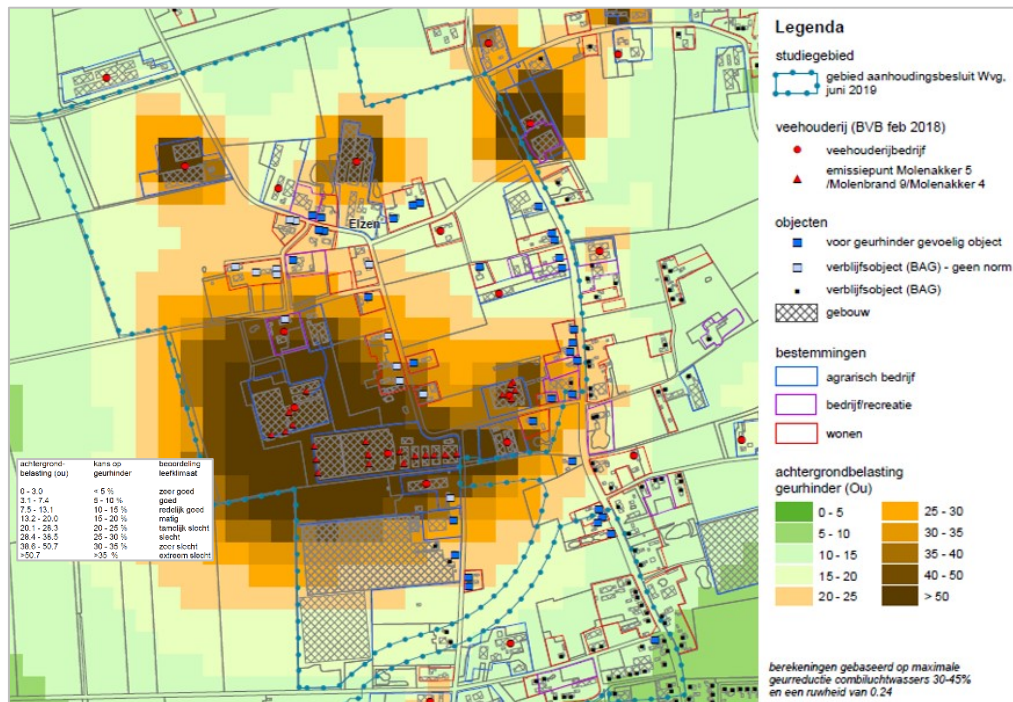 Elzen
achtergrond-belasting (ou) kans op geurhinder beoordeling leefklimaat
0 - 3.0 < 5 % zeer goed
3.1 - 7.4 5 - 10 % goed
7.5 - 13.1 10 - 15 % redelijk goed
13.2 - 20.0 15 - 20 % matig
20.1 - 28.3 20 - 25 % tamelijk slecht
28.4 - 38.5 25 - 30 % slecht
38.6 - 50.7 30 - 35 % zeer slecht
>50.7 >35 % extreem slecht
Legenda
studiegebied
gebied aanhoudingsbesluit Wvg,
juni 2019
veehouderij (BVB feb 2018)
veehouderijbedrijf
emissiepunt Molenakker 5
/Molenbrand 9/Molenakker 4
objecten
voor geurhinder gevoelig object
verblijfsobject (BAG) - geen norm
verblijfsobject (BAG)
gebouw
bestemmingen
agrarisch bedrijf
bedrijf/recreatie
wonen
achtergrondbelasting
geurhinder (Ou)
0 - 5 25 - 30
5 - 10 30 - 35
10 - 15 35 - 40
15 - 20 40 - 50
20 - 25 > 50
berekeningen gebaseerd op maximale
geurreductie combiluchtwassers 30-45%
en een ruwheid van 0.24